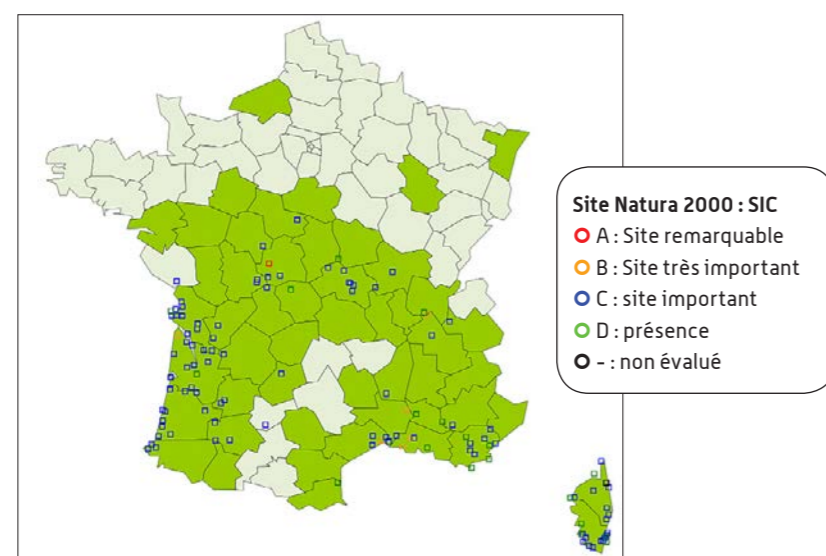 Site Natura 2000 : SIC
A : Site remarquable
B : Site très important
C : site important
D : présence
- : non évalué